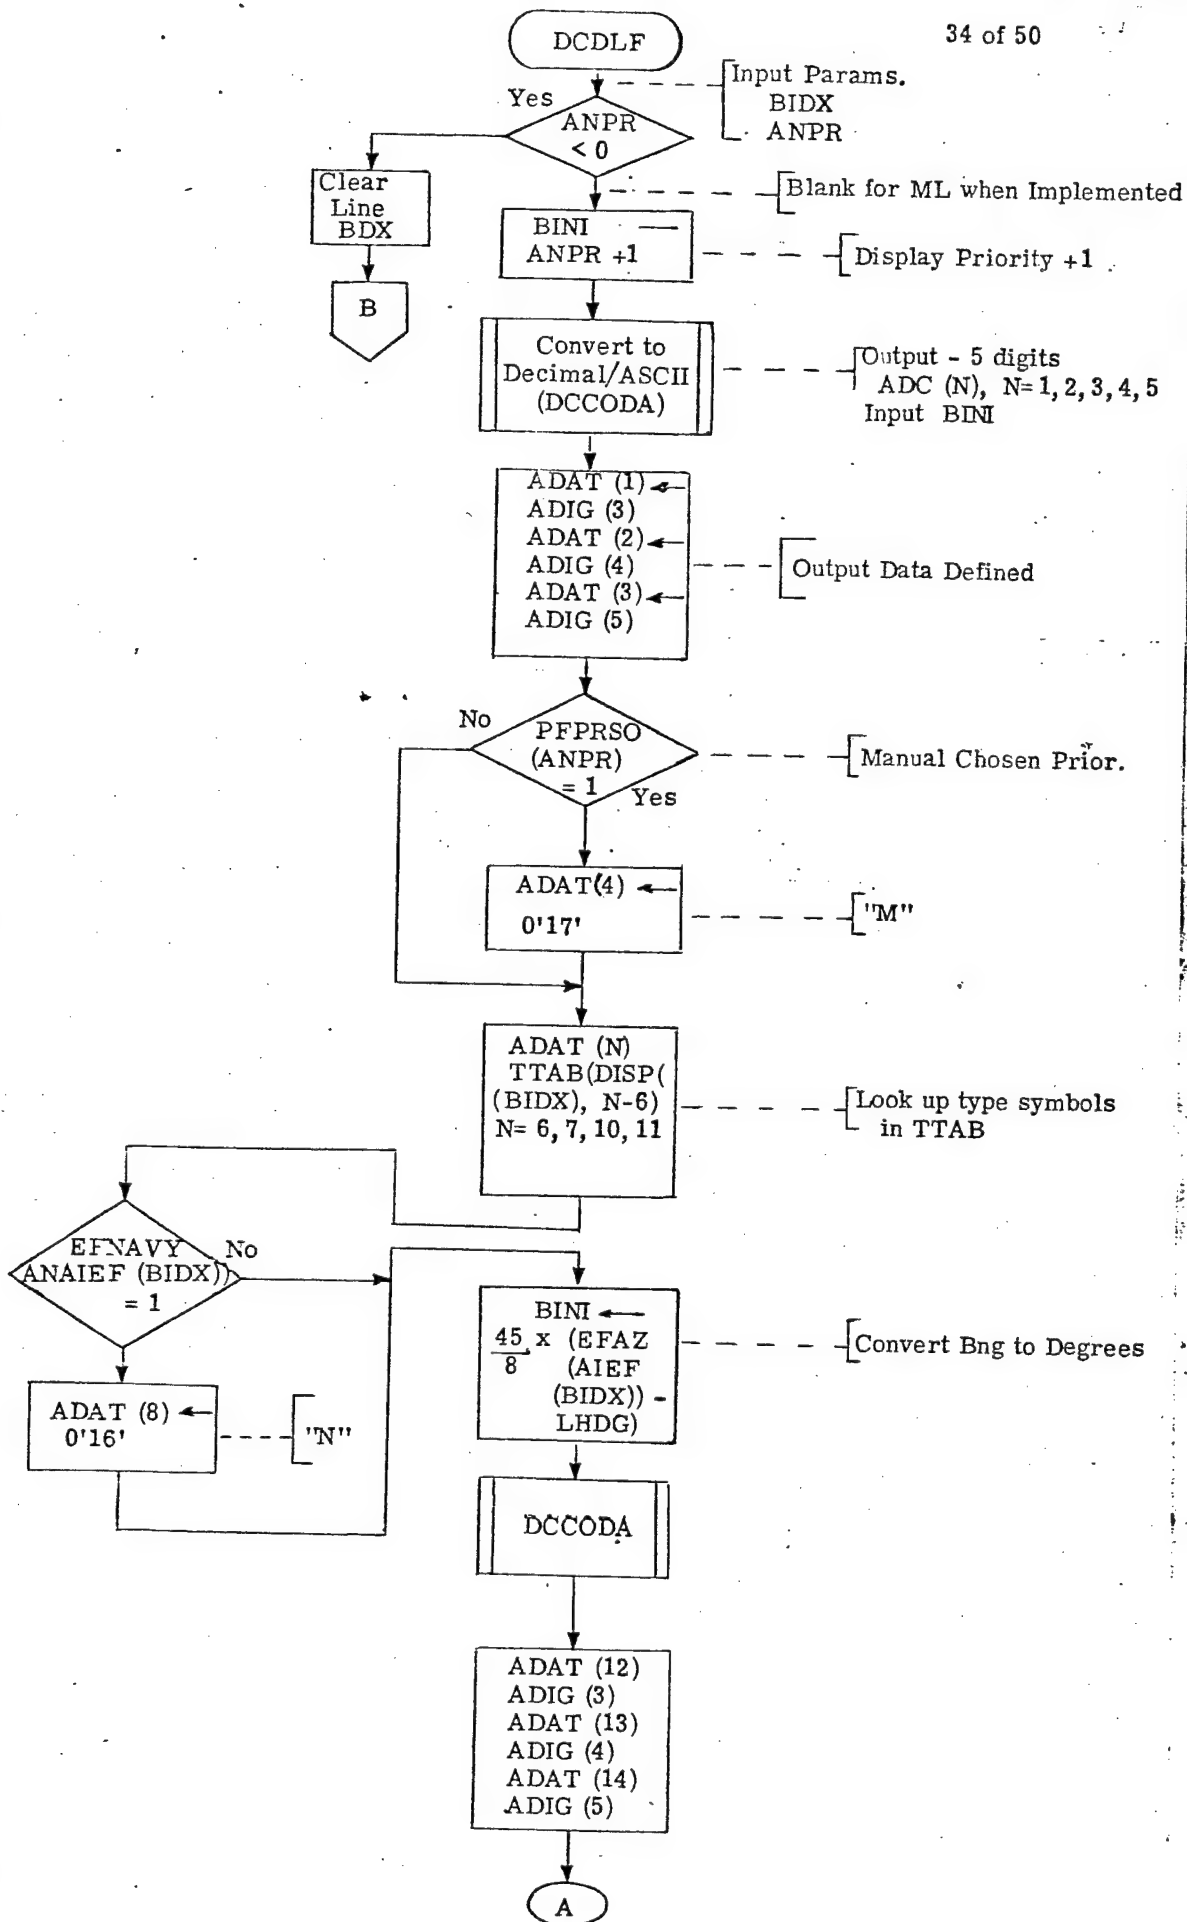 34 of 50
DCDLF
Input Params.
BIDX
ANPR
Yes
ANPR
< 0
Clear
Line
BDX
B
Blank for ML when Implemented
BINI
ANPR +1
Display Priority +1
Convert to
Decimal/ASCII
(DCCODA)
Output - 5 digits
ADC (N), N= 1, 2, 3, 4, 5
Input BINI
ADAT (1) ←
ADIG (3)
ADAT (2) ←
ADIG (4)
ADAT (3) ←
ADIG (5)
Output Data Defined
No
PFPRSO
(ANPR)
= 1
Yes
Manual Chosen Prior.
ADAT(4) ←
0'17'
"M"
ADAT (N)
TTAB(DISP(
(BIDX), N-6)
N= 6, 7, 10, 11
Look up type symbols
in TTAB
EFNAVY
ANAIEF (BIDX))
= 1
No
ADAT (8) ←
0'16'
"N"
BINI ←
45/8 x (EFAZ
(AIEF
(BIDX)) -
LHDG)
Convert Bng to Degrees
DCCODA
ADAT (12)
ADIG (3)
ADAT (13)
ADIG (4)
ADAT (14)
ADIG (5)
A